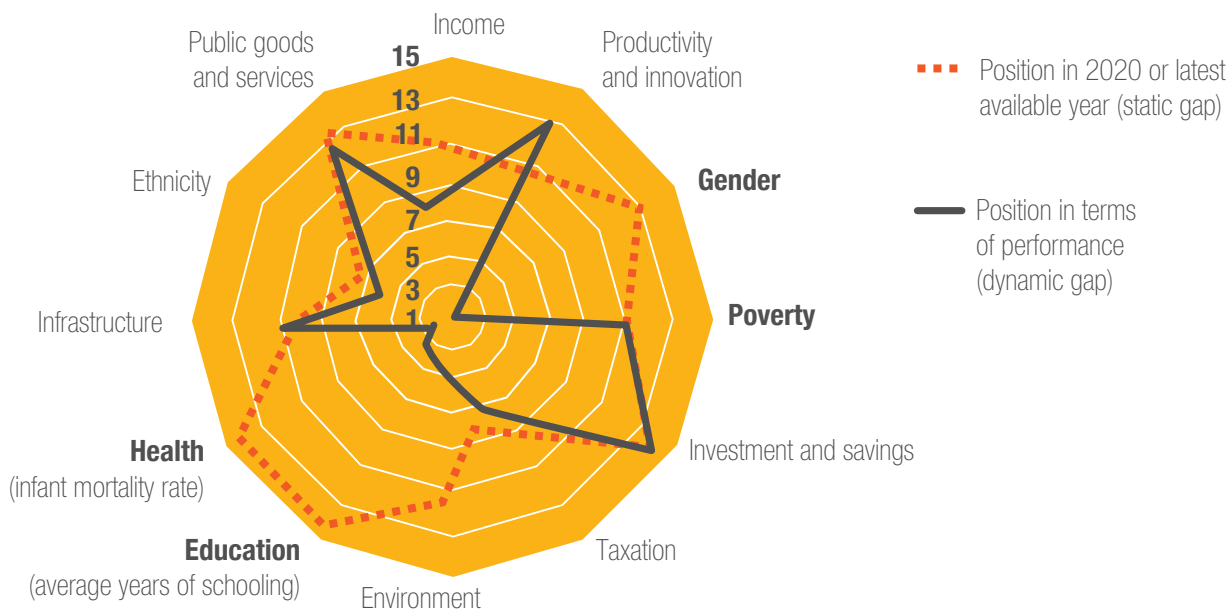 Income
Productivity
and innovation
Gender
Poverty
Investment and savings
Taxation
Environment
Education
(average years of schooling)
Health
(infant mortality rate)
Infrastructure
Ethnicity
Public goods
and services
15
13
11
9
7
5
3
1
Position in 2020 or latest
available year (static gap)
Position in terms
of performance
(dynamic gap)